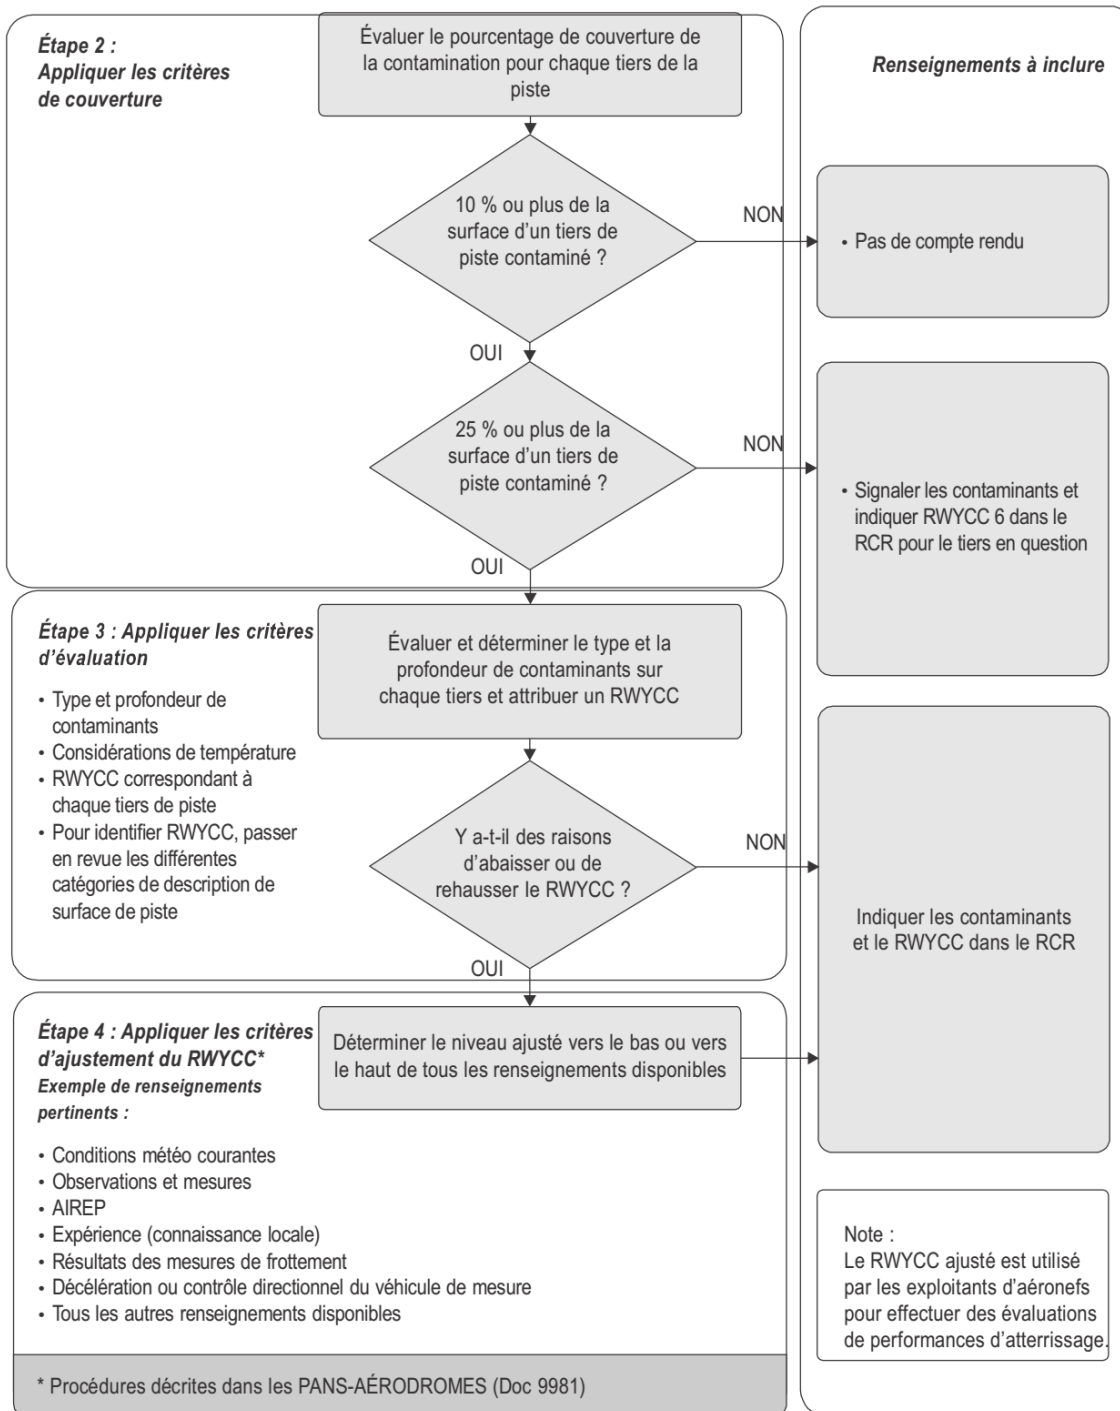 Étape 2 :
Appliquer les critères
de couverture
Évaluer le pourcentage de couverture de
la contamination pour chaque tiers de la
piste
Renseignements à inclure
10 % ou plus de la
surface d'un tiers de
piste contaminé ?
NON
• Pas de compte rendu
OUI
25 % ou plus de la
surface d'un tiers de
piste contaminé ?
NON
• Signaler les contaminants et
indiquer RWYCC 6 dans le
RCR pour le tiers en question
OUI
Étape 3 : Appliquer les critères
d'évaluation
• Type et profondeur de
contaminants
• Considérations de température
• RWYCC correspondant à
chaque tiers de piste
• Pour identifier RWYCC, passer
en revue les différentes
catégories de description de
surface de piste
Évaluer et déterminer le type et la
profondeur de contaminants sur
chaque tiers et attribuer un RWYCC
Y a-t-il des raisons
d'abaisser ou de
rehausser le RWYCC ?
NON
Indiquer les contaminants
et le RWYCC dans le RCR
OUI
Étape 4 : Appliquer les critères
d'ajustement du RWYCC*
Exemple de renseignements
pertinents :
• Conditions météo courantes
• Observations et mesures
• AIREP
• Expérience (connaissance locale)
• Résultats des mesures de frottement
• Décélération ou contrôle directionnel du véhicule de mesure
• Tous les autres renseignements disponibles
Déterminer le niveau ajusté vers le bas ou vers
le haut de tous les renseignements disponibles
Note :
Le RWYCC ajusté est utilisé
par les exploitants d'aéronefs
pour effectuer des évaluations
de performances d'atterrissage.
* Procédures décrites dans les PANS-AÉRODROMES (Doc 9981)